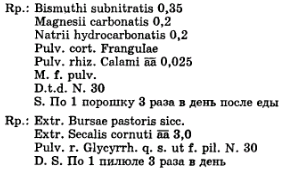 Rp.: Bismuthi subnitratis 0,35
Magnesii carbonatis 0,2
Natrii hydrocarbonatis 0,2
Pulv. cort. Frangulae
Pulv. rhiz. Calami āā 0,025
M. f. pulv.
D.t.d. N. 30
S. По 1 порошку 3 раза в день после еды
Rp.: Extr. Bursae pastoris sicc.
Extr. Secalis cornuti āā 3,0
Pulv. r. Glycyrrh. q. s. ut f. pil. N. 30
D. S. По 1 пилюле 3 раза в день